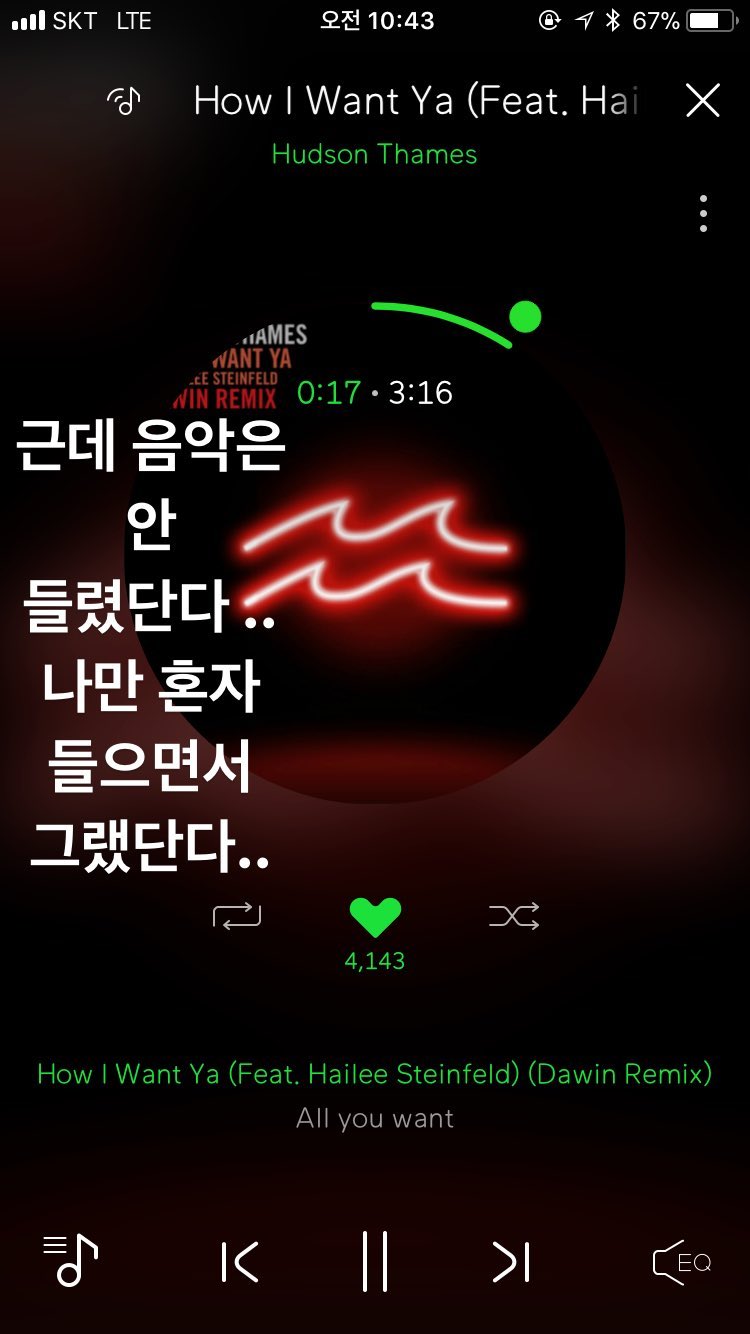 SKT LTE 오전 10:43 67%
How I Want Ya (Feat. Hai
Hudson Thames
THAMES
WANT YA
LEE STEINFELD
WIN REMIX
0:17 • 3:16
근데 음악은
안
들렸단다 ..
나만 혼자
들으면서
그랬단다..
4,143
How I Want Ya (Feat. Hailee Steinfeld) (Dawin Remix)
All you want
EQ